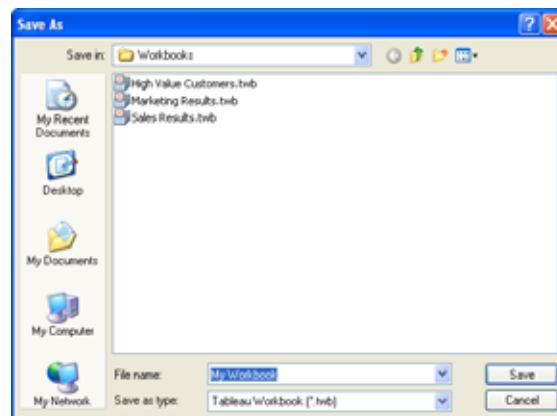 Save As
Save in:
Workbooks
High Value Customers.twb
Marketing Results.twb
Sales Results.twb
My Recent
Documents
Desktop
My Documents
My Computer
My Network
File name:
My Workbook
Save
Save as type:
Tableau Workbook (*.twb)
Cancel